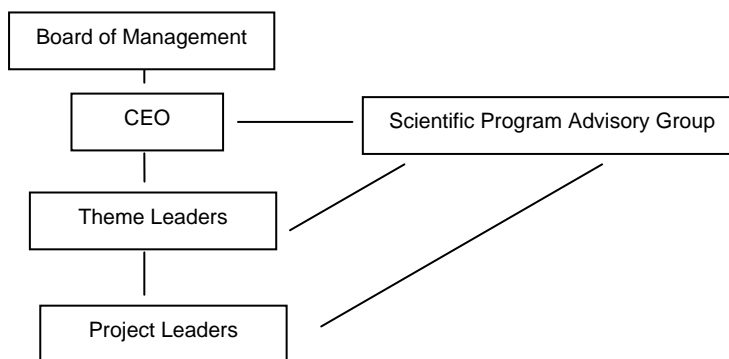 Board of Management
CEO
Scientific Program Advisory Group
Theme Leaders
Project Leaders